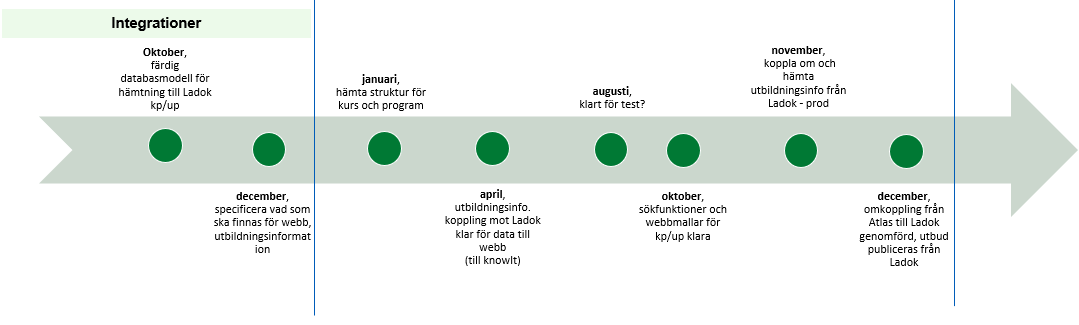 Integrationer
Oktober,
färdig
databasmodell för
hämtning till Ladok
kp/up
december,
specificera vad som
ska finnas för webb,
utbildningsinformat
ion
januari,
hämta struktur för
kurs och program
april,
utbildningsinfo.
koppling mot Ladok
klar för data till
webb
(till knowIt)
augusti,
klart för test?
oktober,
sökfunktioner och
webbmallar för
kp/up klara
november,
koppla om och
hämta
utbildningsinfo från
Ladok - prod
december,
omkoppling från
Atlas till Ladok
genomförd, utbud
publiceras från
Ladok